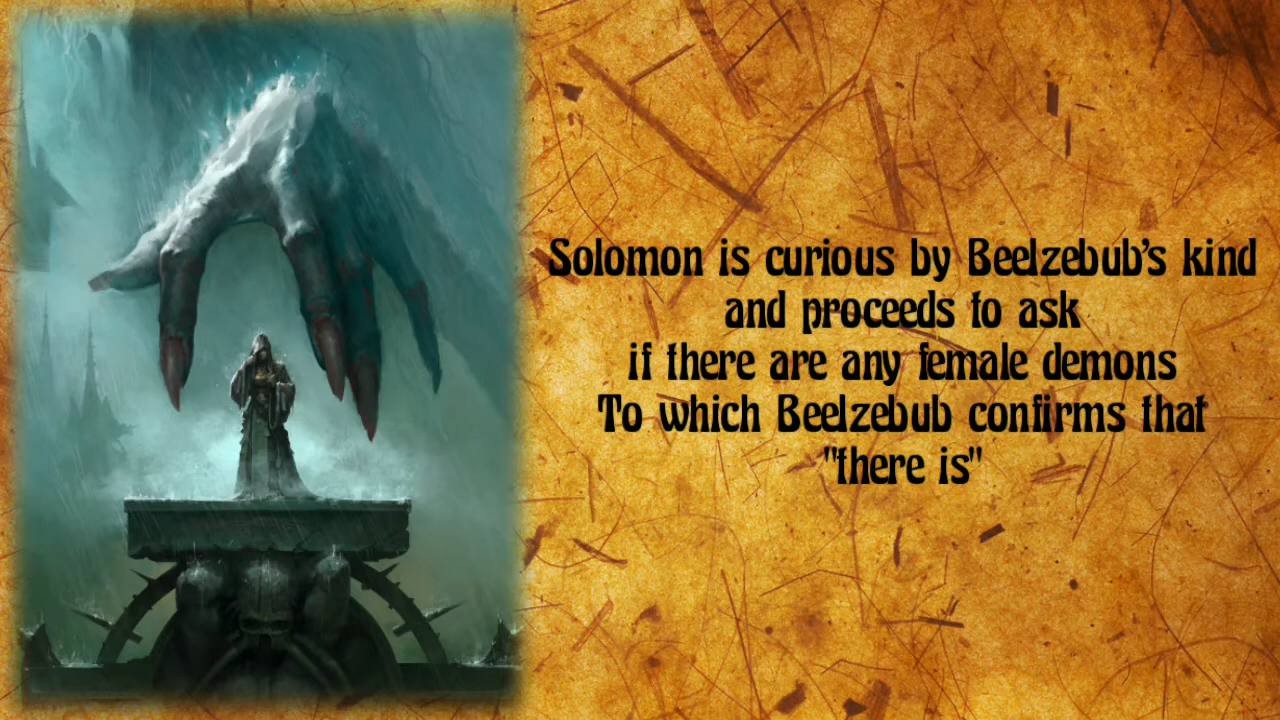 Solomon is curious by Beelzebub's kind
and proceeds to ask
if there are any female demons
To which Beelzebub confirms that
"there is"